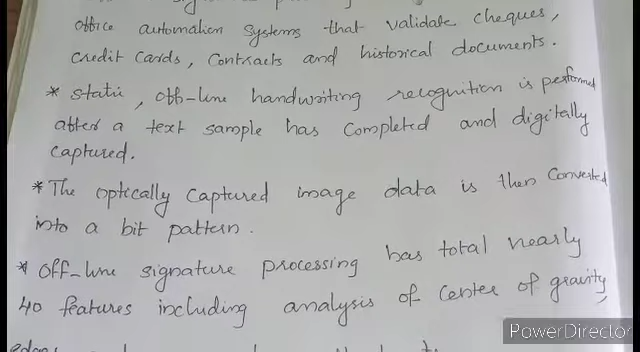 office automation systems that validate cheques,
credit cards, contracts and historical documents.
* static, off-line handwriting recognition is performed
after a text sample has completed and digitally
captured.
* The optically captured image data is then converted
into a bit pattern.
* off-line signature processing has total nearly
40 features including analysis of center of gravity,
PowerDirector